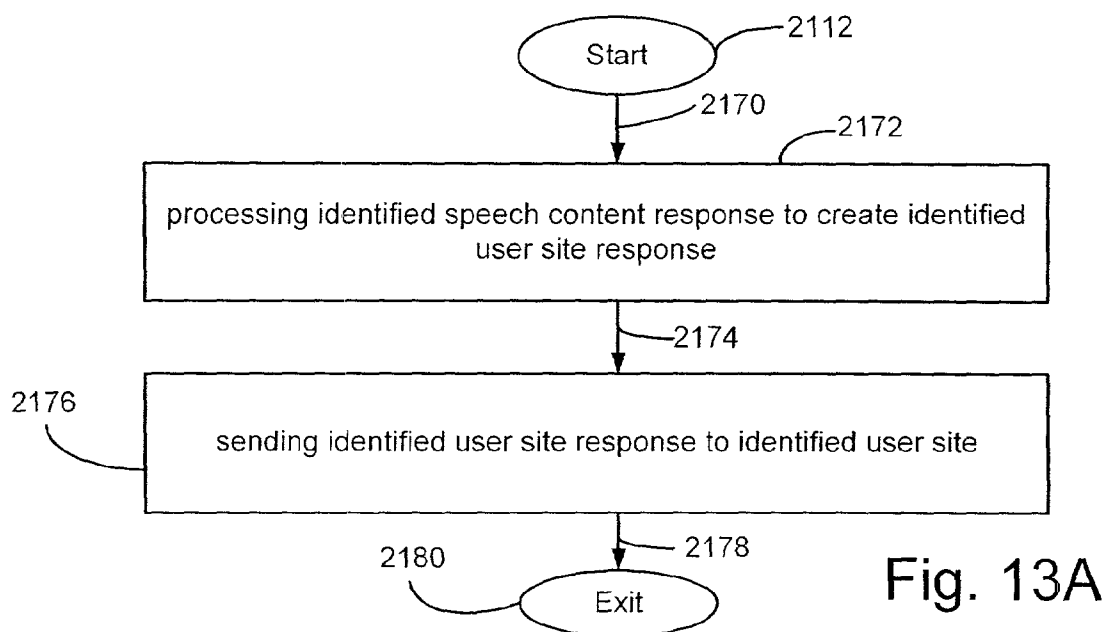 2112
Start
2170
2172
processing identified speech content response to create identified
user site response
2174
2176
sending identified user site response to identified user site
2178
2180
Exit
Fig. 13A